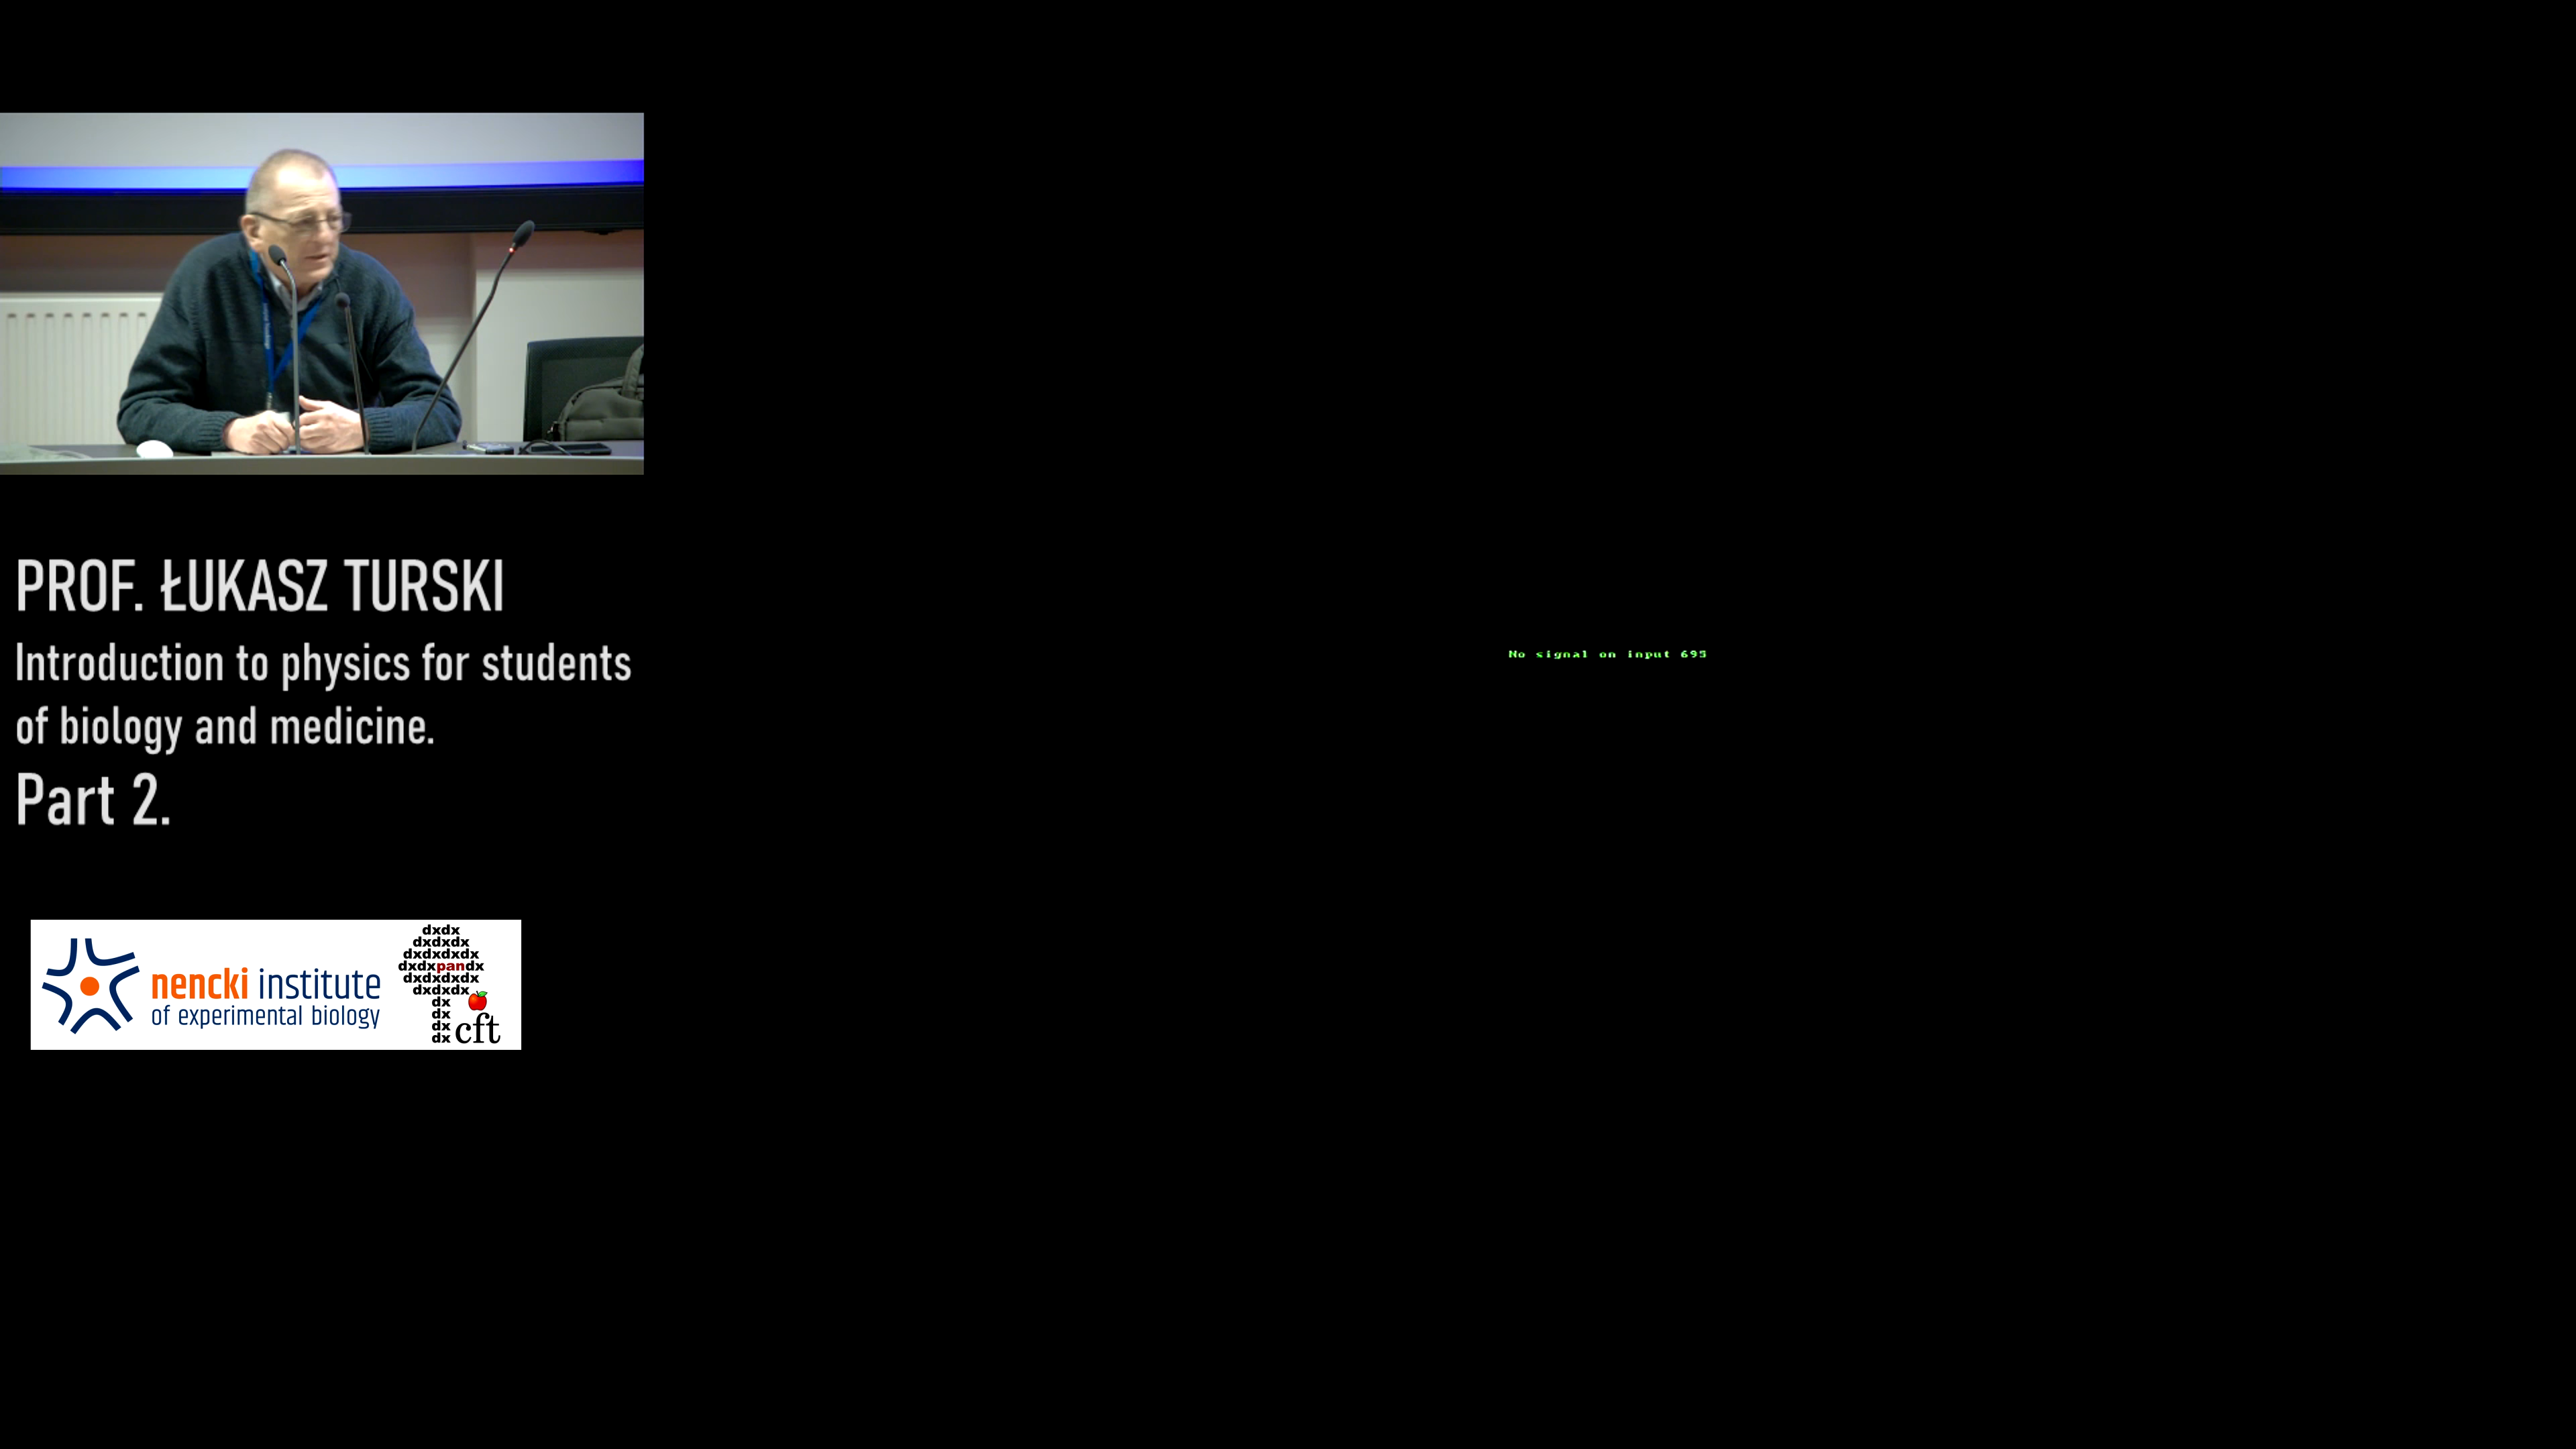 PROF. ŁUKASZ TURSKI
Introduction to physics for students
of biology and medicine.
Part 2.
nencki institute
of experimental biology
dxdx
dxdxdx
dxdxdxdx
dxdxpandx
dxdxdxdx
dxdxdx
dx
dx
dx
dx cft
No signal on input 695